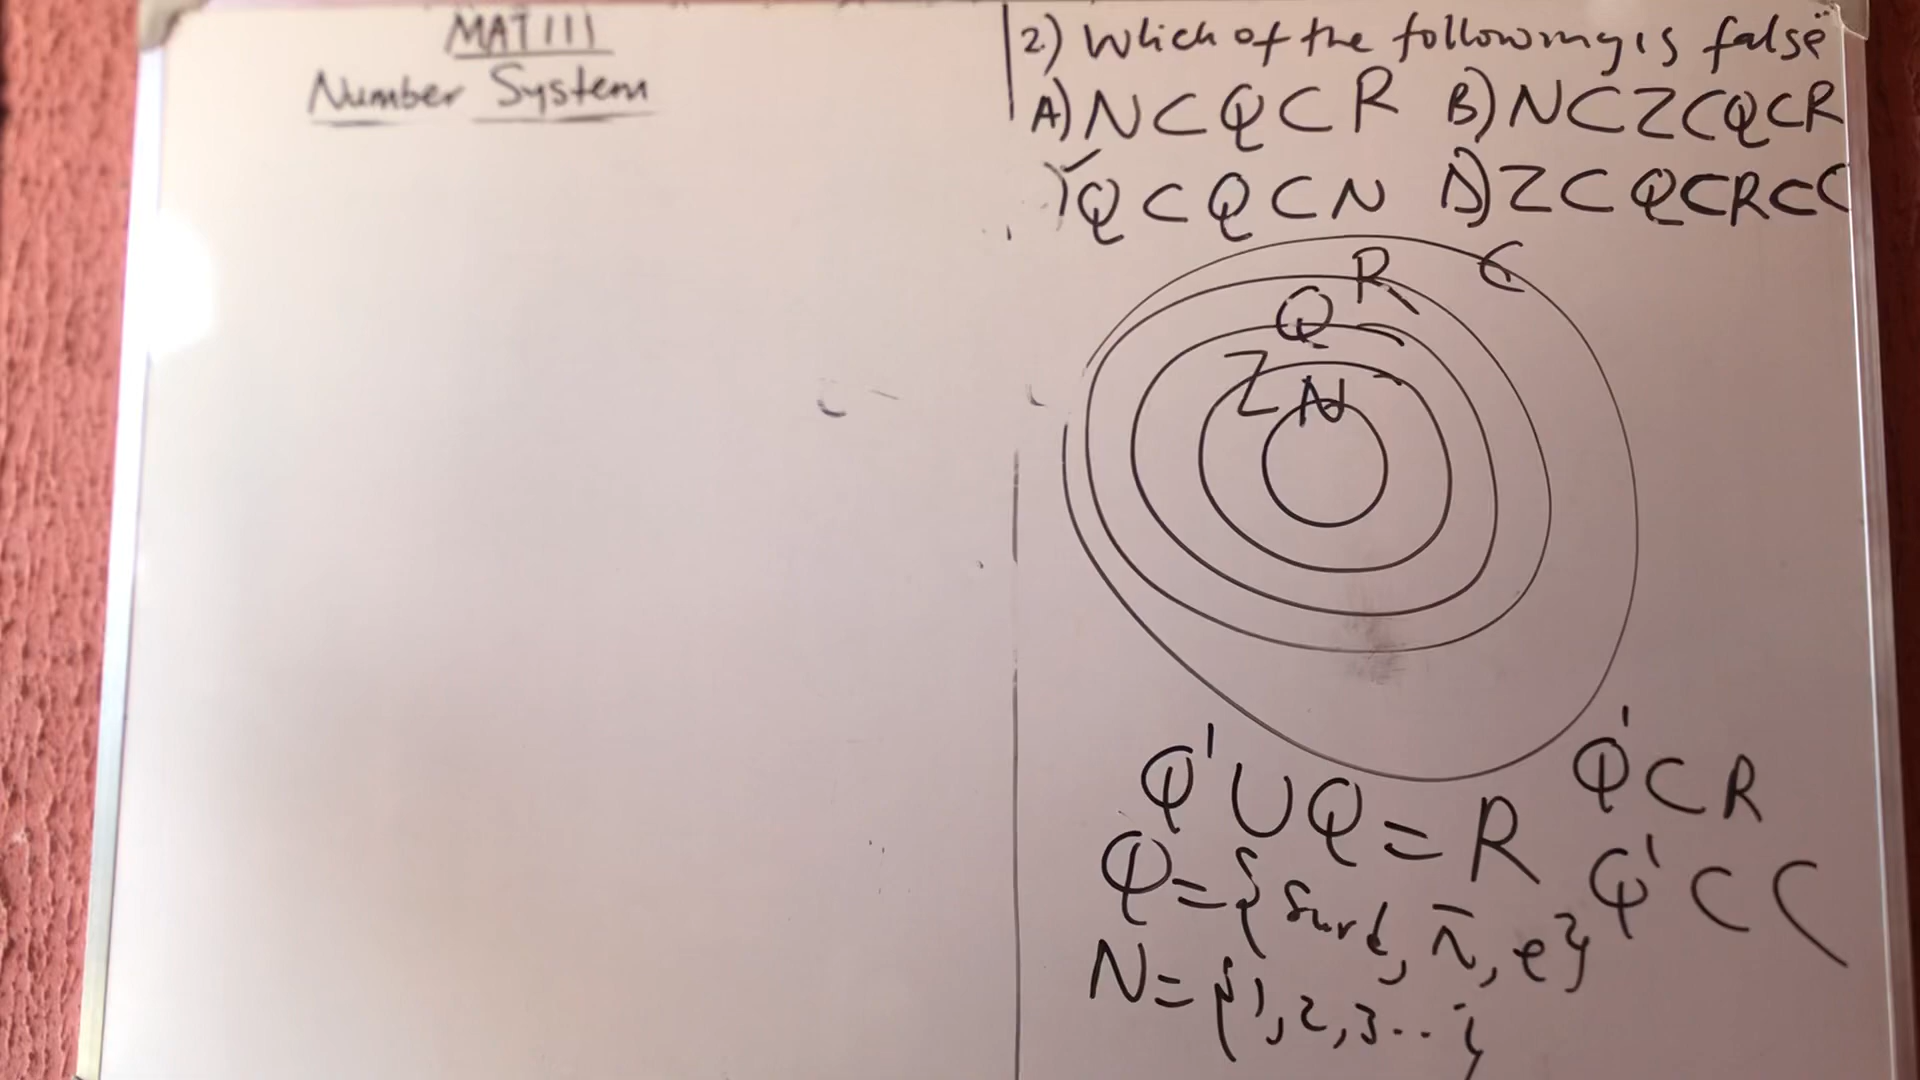 MAT111
Number System
2) Which of the following is false
A) N ⊂ Q ⊂ R B) N ⊂ Z ⊂ Q ⊂ R
Q ⊂ Q ⊂ N D) Z ⊂ Q ⊂ R ⊂ C
R C
Q
Z N
Q' ∪ Q = R Q' ⊂ R
Q = {Surd, π, e} Q' ⊂ C
N = {1, 2, 3...}